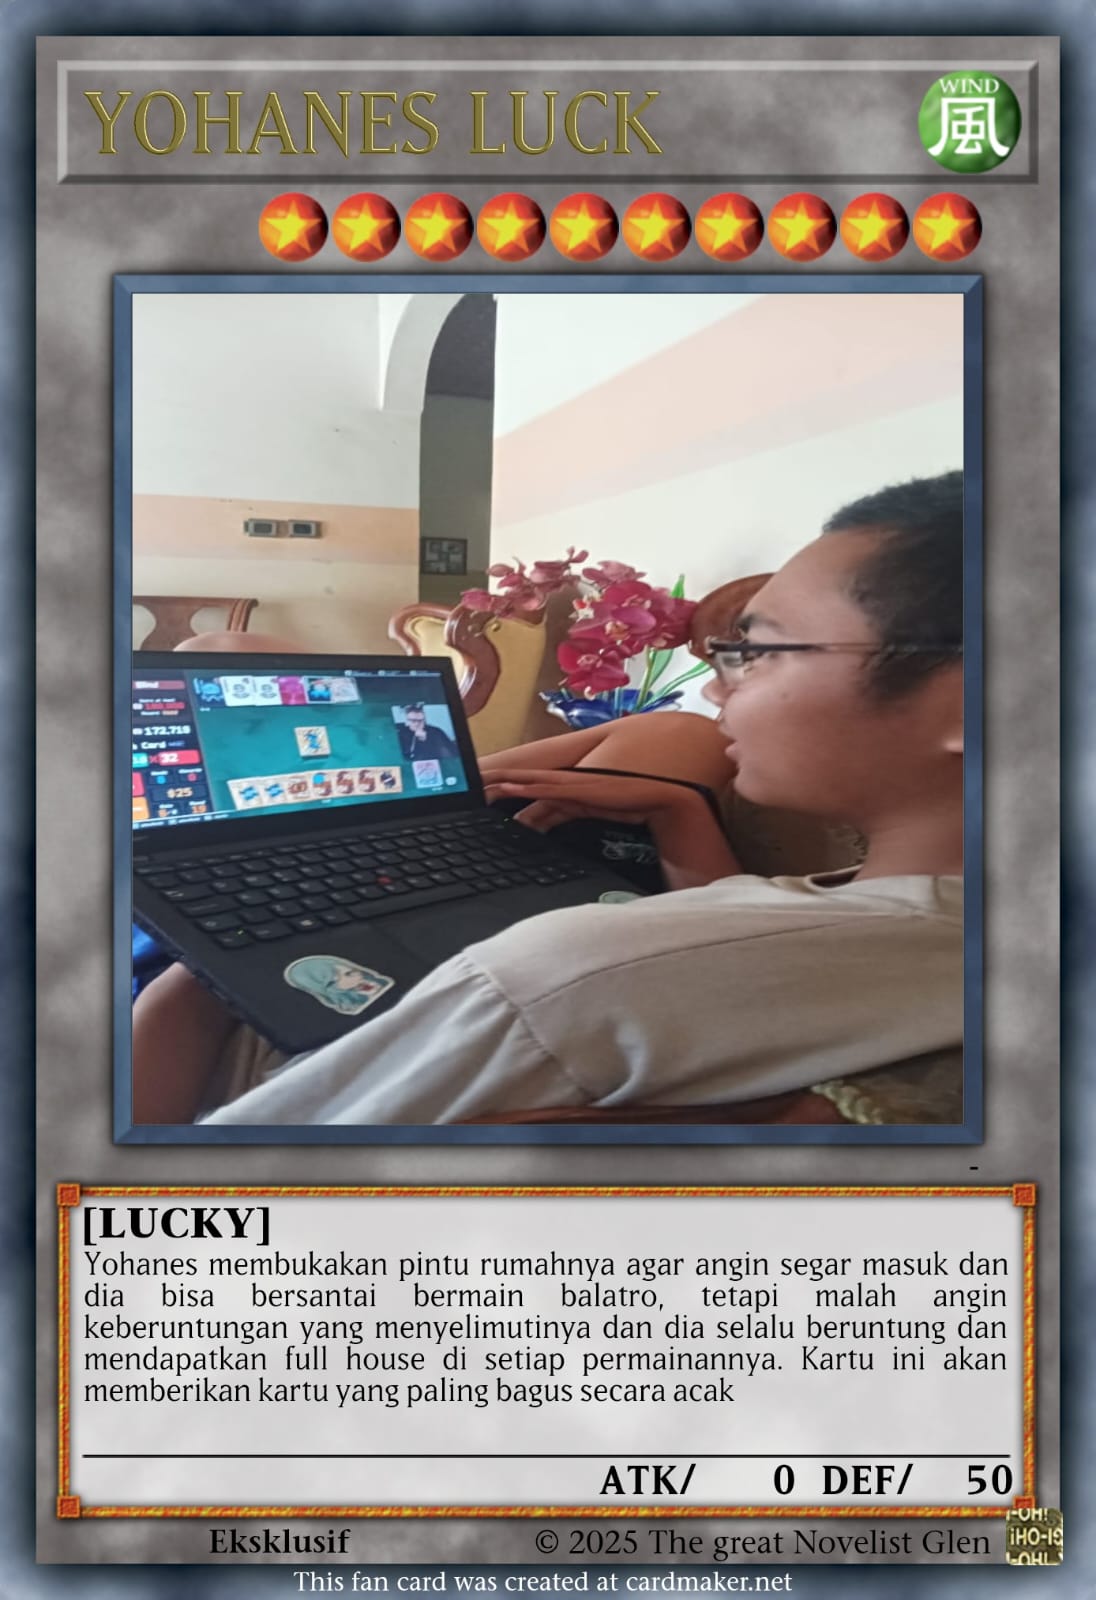 YOHANES LUCK
WIND
風
172,718
$25
-
[LUCKY]
Yohanes membukakan pintu rumahnya agar angin segar masuk dan
dia bisa bersantai bermain balatro, tetapi malah angin
keberuntungan yang menyelimutinya dan dia selalu beruntung dan
mendapatkan full house di setiap permainannya. Kartu ini akan
memberikan kartu yang paling bagus secara acak
ATK/ 0 DEF/ 50
Eksklusif © 2025 The great Novelist Glen
This fan card was created at cardmaker.net